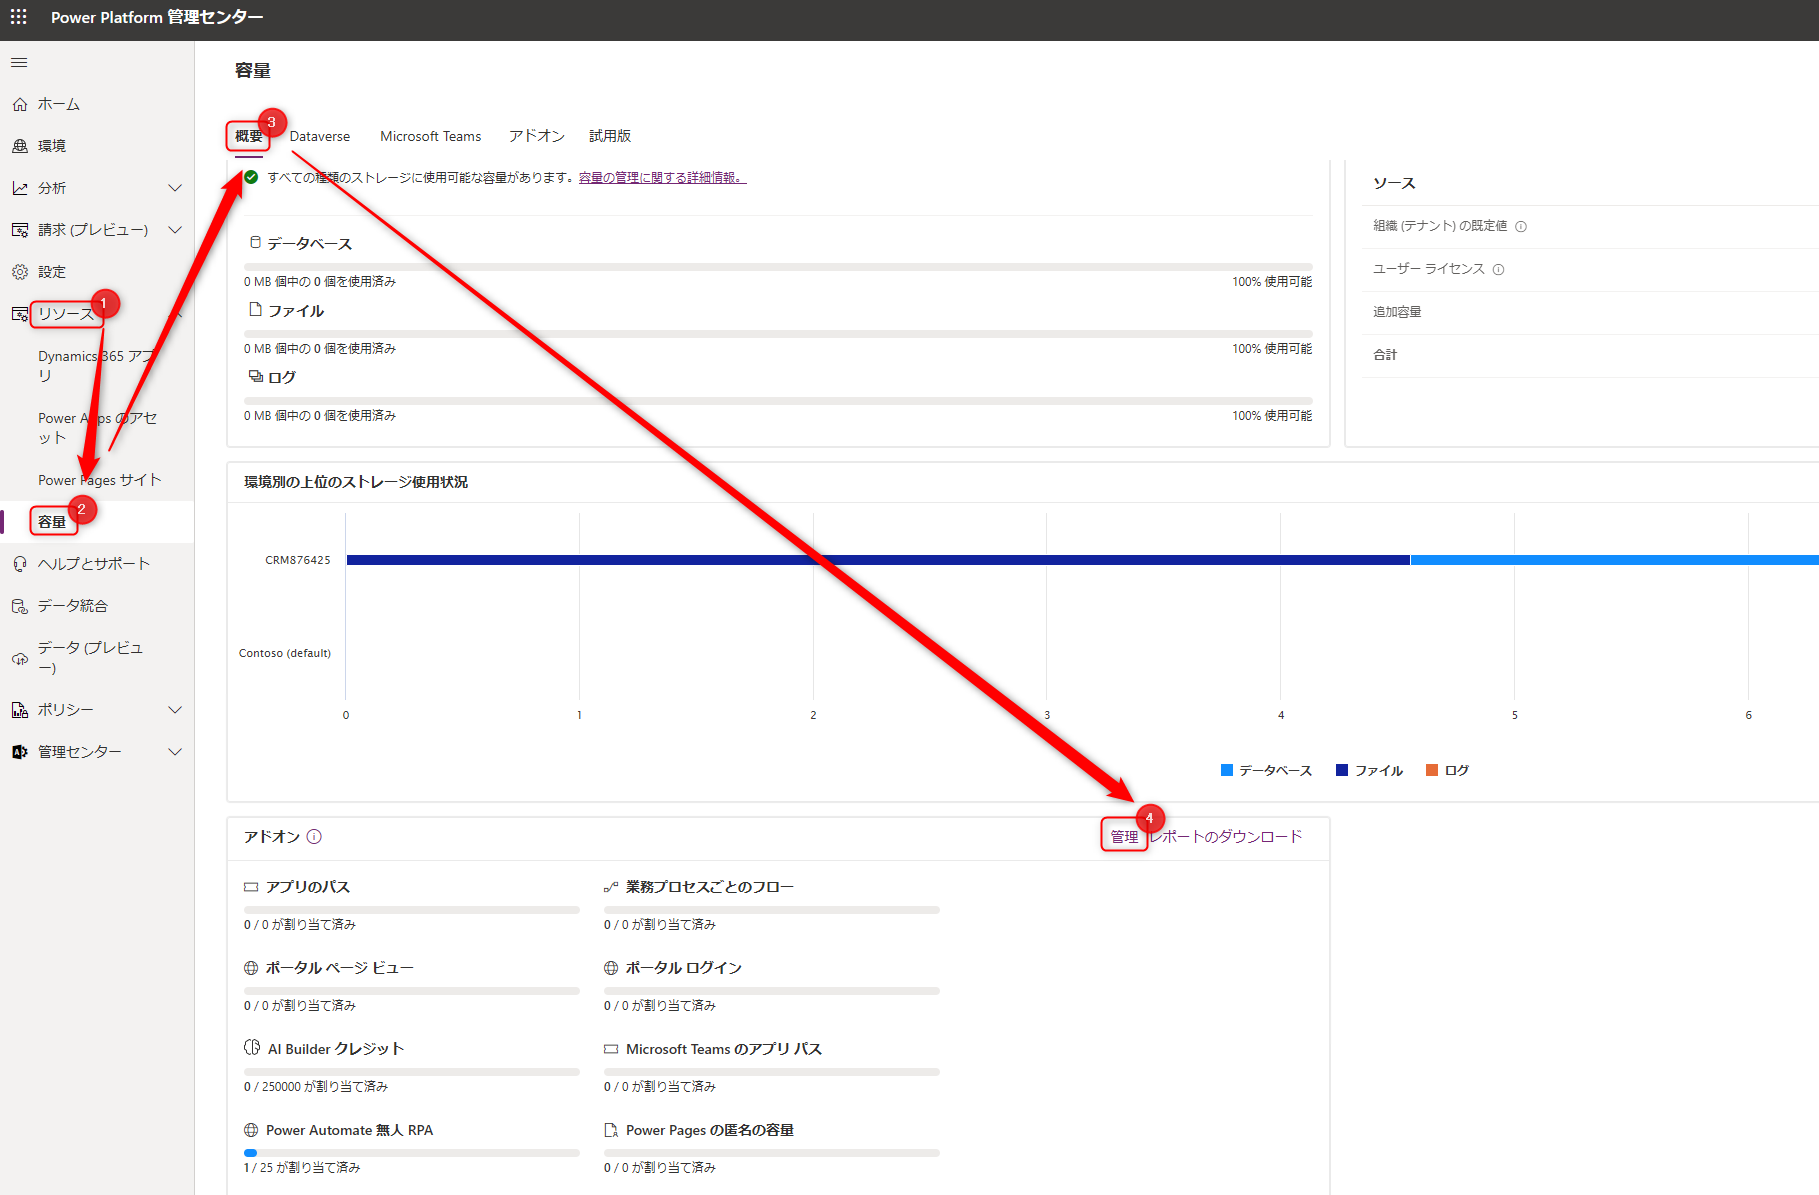 Power Platform 管理センター
ホーム
環境
分析
請求 (プレビュー)
設定
リソース
1
Dynamics 365 アプ
リ
Power Apps のアセ
ット
Power Pages サイト
容量
2
ヘルプとサポート
データ統合
データ (プレビュ
ー)
ポリシー
管理センター
容量
概要
3
Dataverse
Microsoft Teams
アドオン
試用版
すべての種類のストレージに使用可能な容量があります。容量の管理に関する詳細情報。
データベース
0 MB 個中の 0 個を使用済み
100% 使用可能
ファイル
0 MB 個中の 0 個を使用済み
100% 使用可能
ログ
0 MB 個中の 0 個を使用済み
100% 使用可能
ソース
組織 (テナント) の既定値
ユーザー ライセンス
追加容量
合計
環境別の上位のストレージ使用状況
CRM876425
Contoso (default)
0 1 2 3 4 5 6
データベース ファイル ログ
アドオン
管理
4
レポートのダウンロード
アプリのパス
0 / 0 が割り当て済み
業務プロセスごとのフロー
0 / 0 が割り当て済み
ポータル ページ ビュー
0 / 0 が割り当て済み
ポータル ログイン
0 / 0 が割り当て済み
AI Builder クレジット
0 / 250000 が割り当て済み
Microsoft Teams のアプリ パス
0 / 0 が割り当て済み
Power Automate 無人 RPA
1 / 25 が割り当て済み
Power Pages の匿名の容量
0 / 0 が割り当て済み